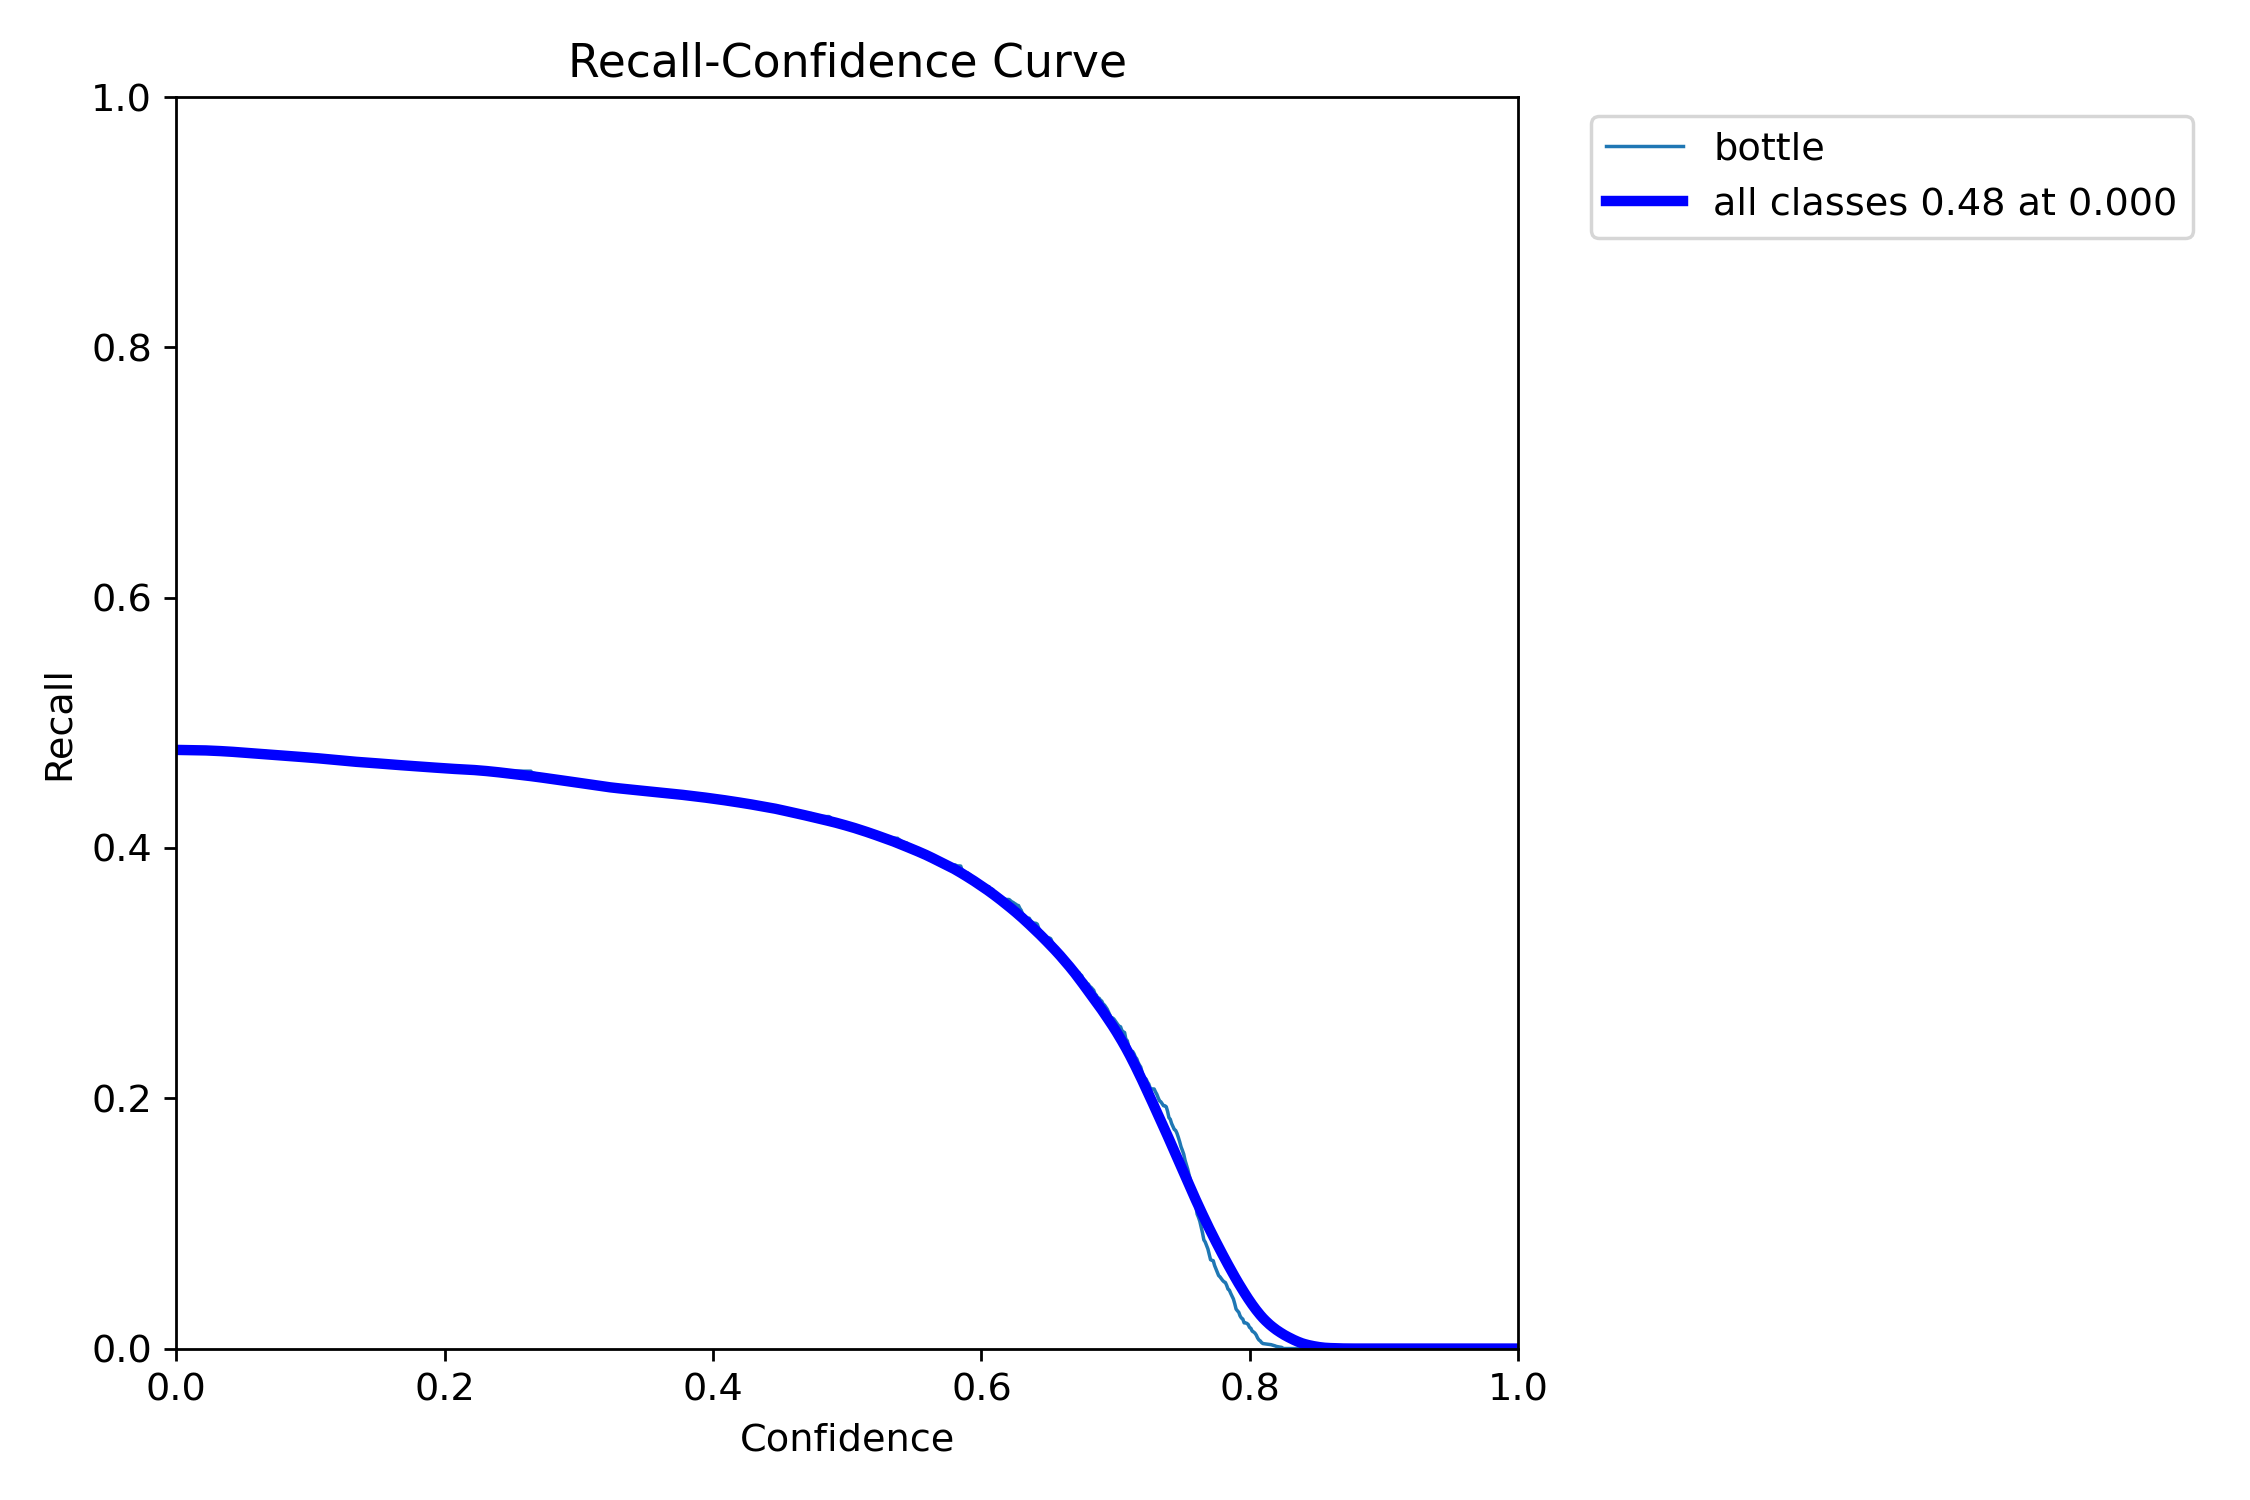 Recall-Confidence Curve
1.0
0.8
0.6
0.4
0.2
0.0
Recall
0.0 0.2 0.4 0.6 0.8 1.0
Confidence
bottle
all classes 0.48 at 0.000